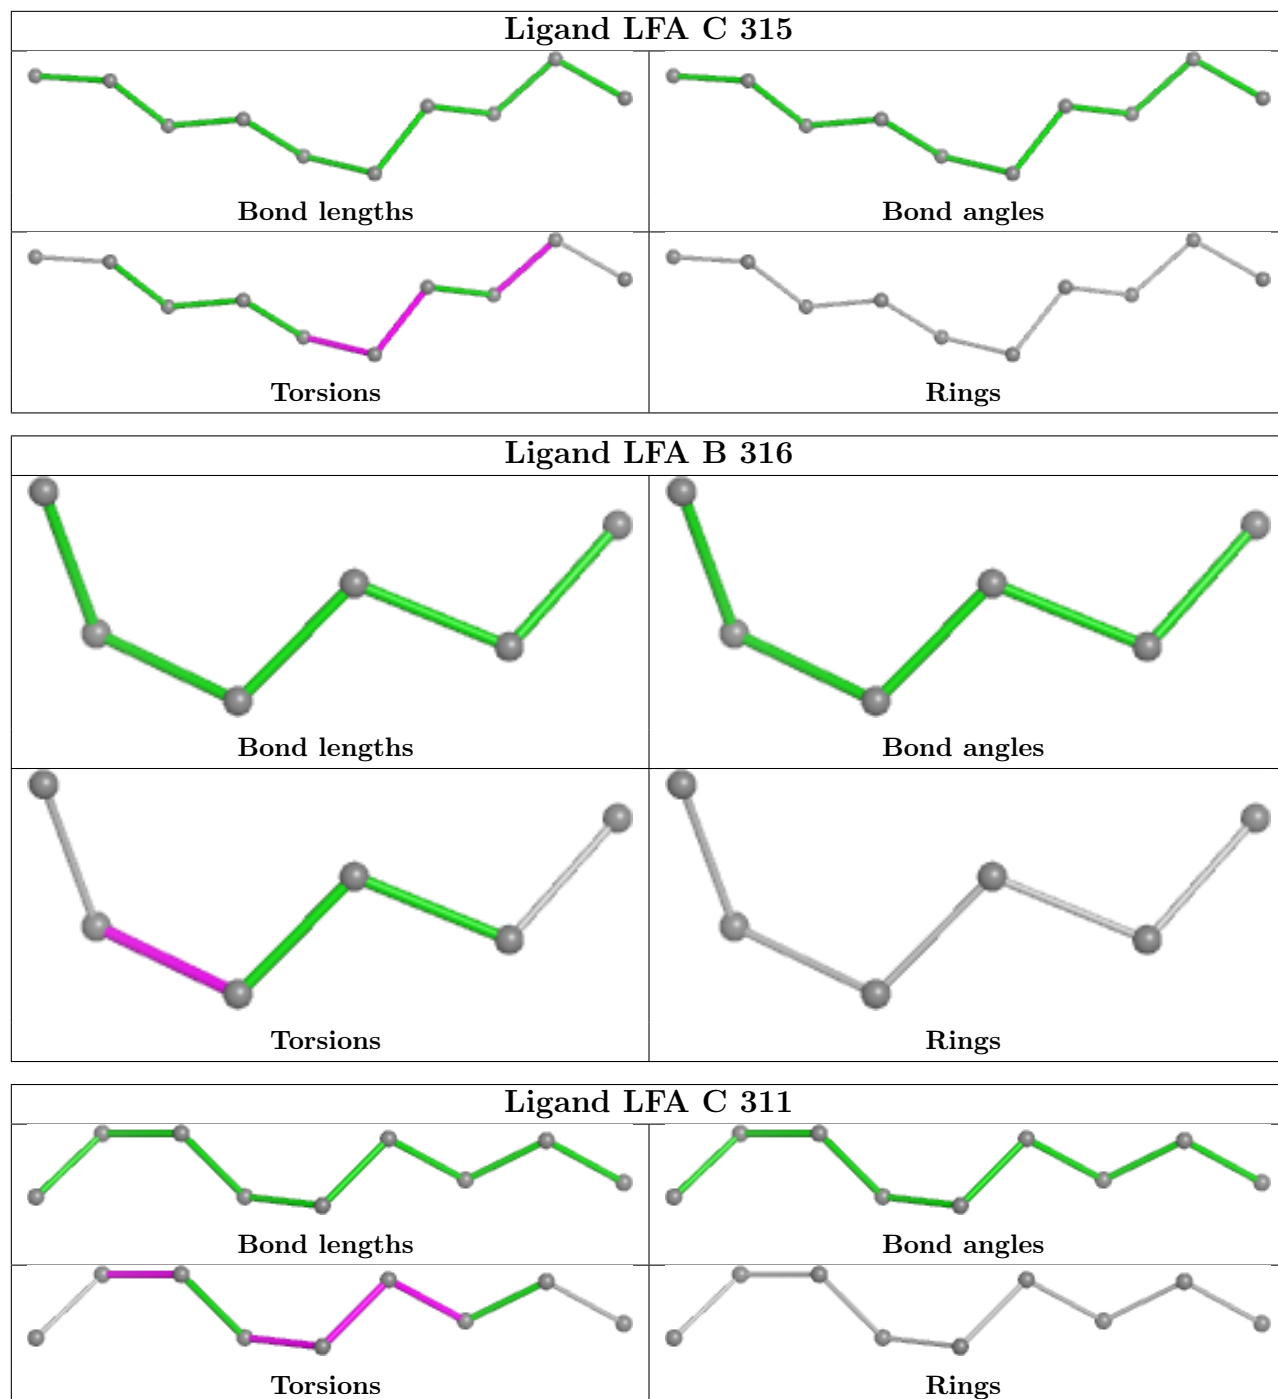 Ligand LFA C 315
Bond lengths
Bond angles
Torsions
Rings
Ligand LFA B 316
Bond lengths
Bond angles
Torsions
Rings
Ligand LFA C 311
Bond lengths
Bond angles
Torsions
Rings